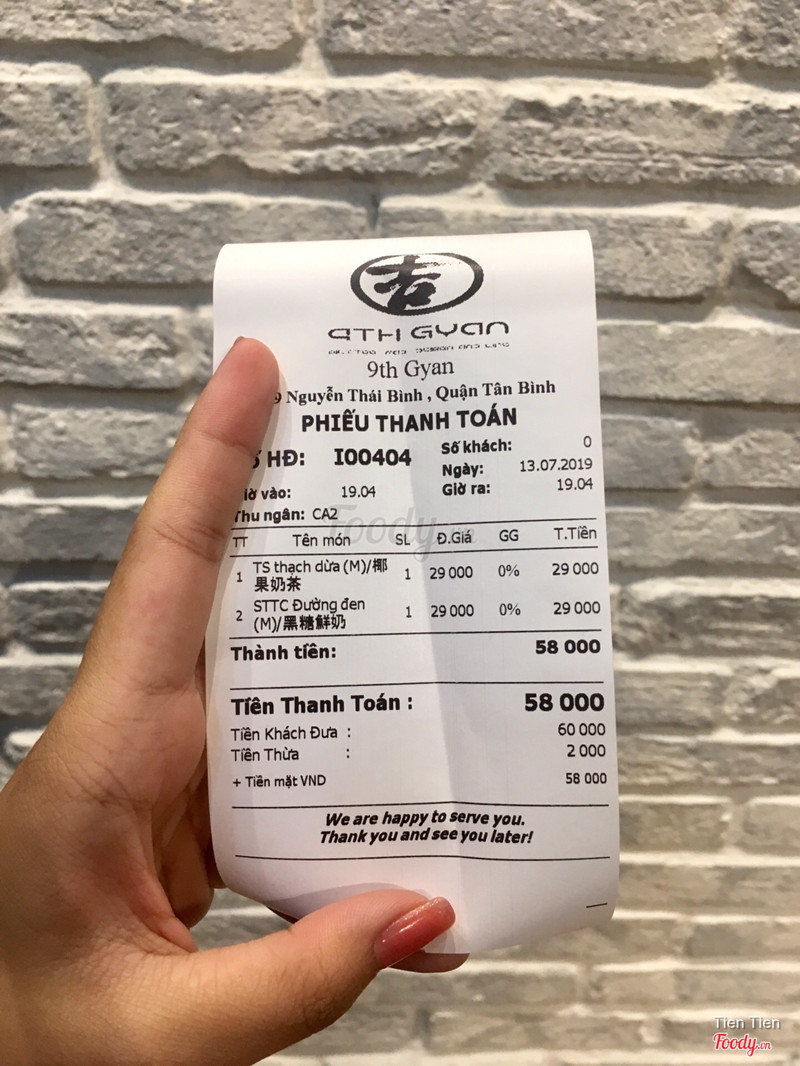 吉
9TH GYAN
9th Gyan
9 Nguyễn Thái Bình , Quận Tân Bình
PHIẾU THANH TOÁN
Số HĐ: I00404
Số khách: 0
Ngày: 13.07.2019
Giờ vào: 19.04
Giờ ra: 19.04
Thu ngân: CA2
TT Tên món SL Đ.Giá GG T.Tiền
1 TS thạch dừa (M)/椰果奶茶 1 29 000 0% 29 000
2 STTC Đường đen (M)/黑糖鮮奶 1 29 000 0% 29 000
Thành tiền: 58 000
Tiền Thanh Toán : 58 000
Tiền Khách Đưa : 60 000
Tiền Thừa : 2 000
+ Tiền mặt VND 58 000
We are happy to serve you.
Thank you and see you later!
Foody.vn
Tien Tien
Foody.vn